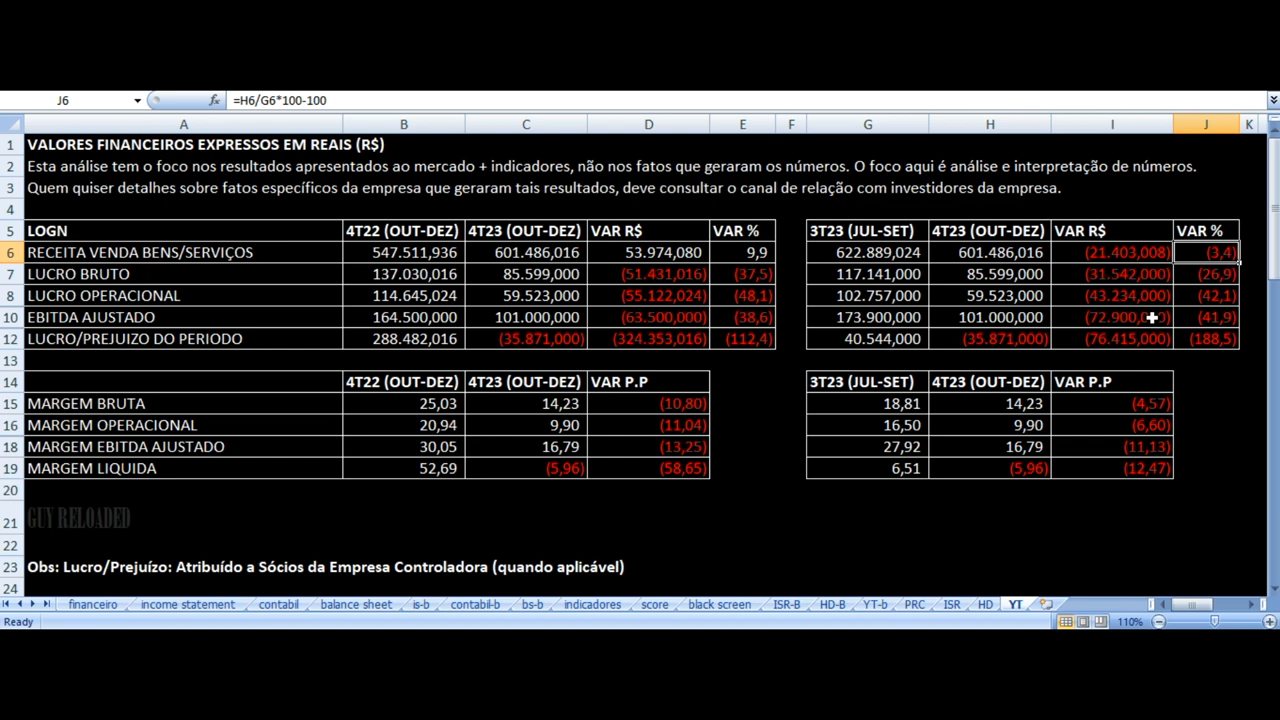 J6 fx =H6/G6*100-100
A B C D E F G H I J K
1 VALORES FINANCEIROS EXPRESSOS EM REAIS (R$)
2 Esta análise tem o foco nos resultados apresentados ao mercado + indicadores, não nos fatos que geraram os números. O foco aqui é análise e interpretação de números.
3 Quem quiser detalhes sobre fatos específicos da empresa que geraram tais resultados, deve consultar o canal de relação com investidores da empresa.
4
5 LOGN 4T22 (OUT-DEZ) 4T23 (OUT-DEZ) VAR R$ VAR % 3T23 (JUL-SET) 4T23 (OUT-DEZ) VAR R$ VAR %
6 RECEITA VENDA BENS/SERVIÇOS 547.511,936 601.486,016 53.974,080 9,9 622.889,024 601.486,016 (21.403,008) (3,4)
7 LUCRO BRUTO 137.030,016 85.599,000 (51.431,016) (37,5) 117.141,000 85.599,000 (31.542,000) (26,9)
8 LUCRO OPERACIONAL 114.645,024 59.523,000 (55.122,024) (48,1) 102.757,000 59.523,000 (43.234,000) (42,1)
10 EBITDA AJUSTADO 164.500,000 101.000,000 (63.500,000) (38,6) 173.900,000 101.000,000 (72.900,000) (41,9)
12 LUCRO/PREJUIZO DO PERIODO 288.482,016 (35.871,000) (324.353,016) (112,4) 40.544,000 (35.871,000) (76.415,000) (188,5)
13
14 4T22 (OUT-DEZ) 4T23 (OUT-DEZ) VAR P.P 3T23 (JUL-SET) 4T23 (OUT-DEZ) VAR P.P
15 MARGEM BRUTA 25,03 14,23 (10,80) 18,81 14,23 (4,57)
16 MARGEM OPERACIONAL 20,94 9,90 (11,04) 16,50 9,90 (6,60)
18 MARGEM EBITDA AJUSTADO 30,05 16,79 (13,25) 27,92 16,79 (11,13)
19 MARGEM LIQUIDA 52,69 (5,96) (58,65) 6,51 (5,96) (12,47)
20
21 GUY RELOADED
22
23 Obs: Lucro/Prejuízo: Atribuído a Sócios da Empresa Controladora (quando aplicável)
24
financeiro income statement contabil balance sheet is-b contabil-b bs-b indicadores score black screen ISR-B HD-B YT-b PRC ISR HD YT
Ready 110%